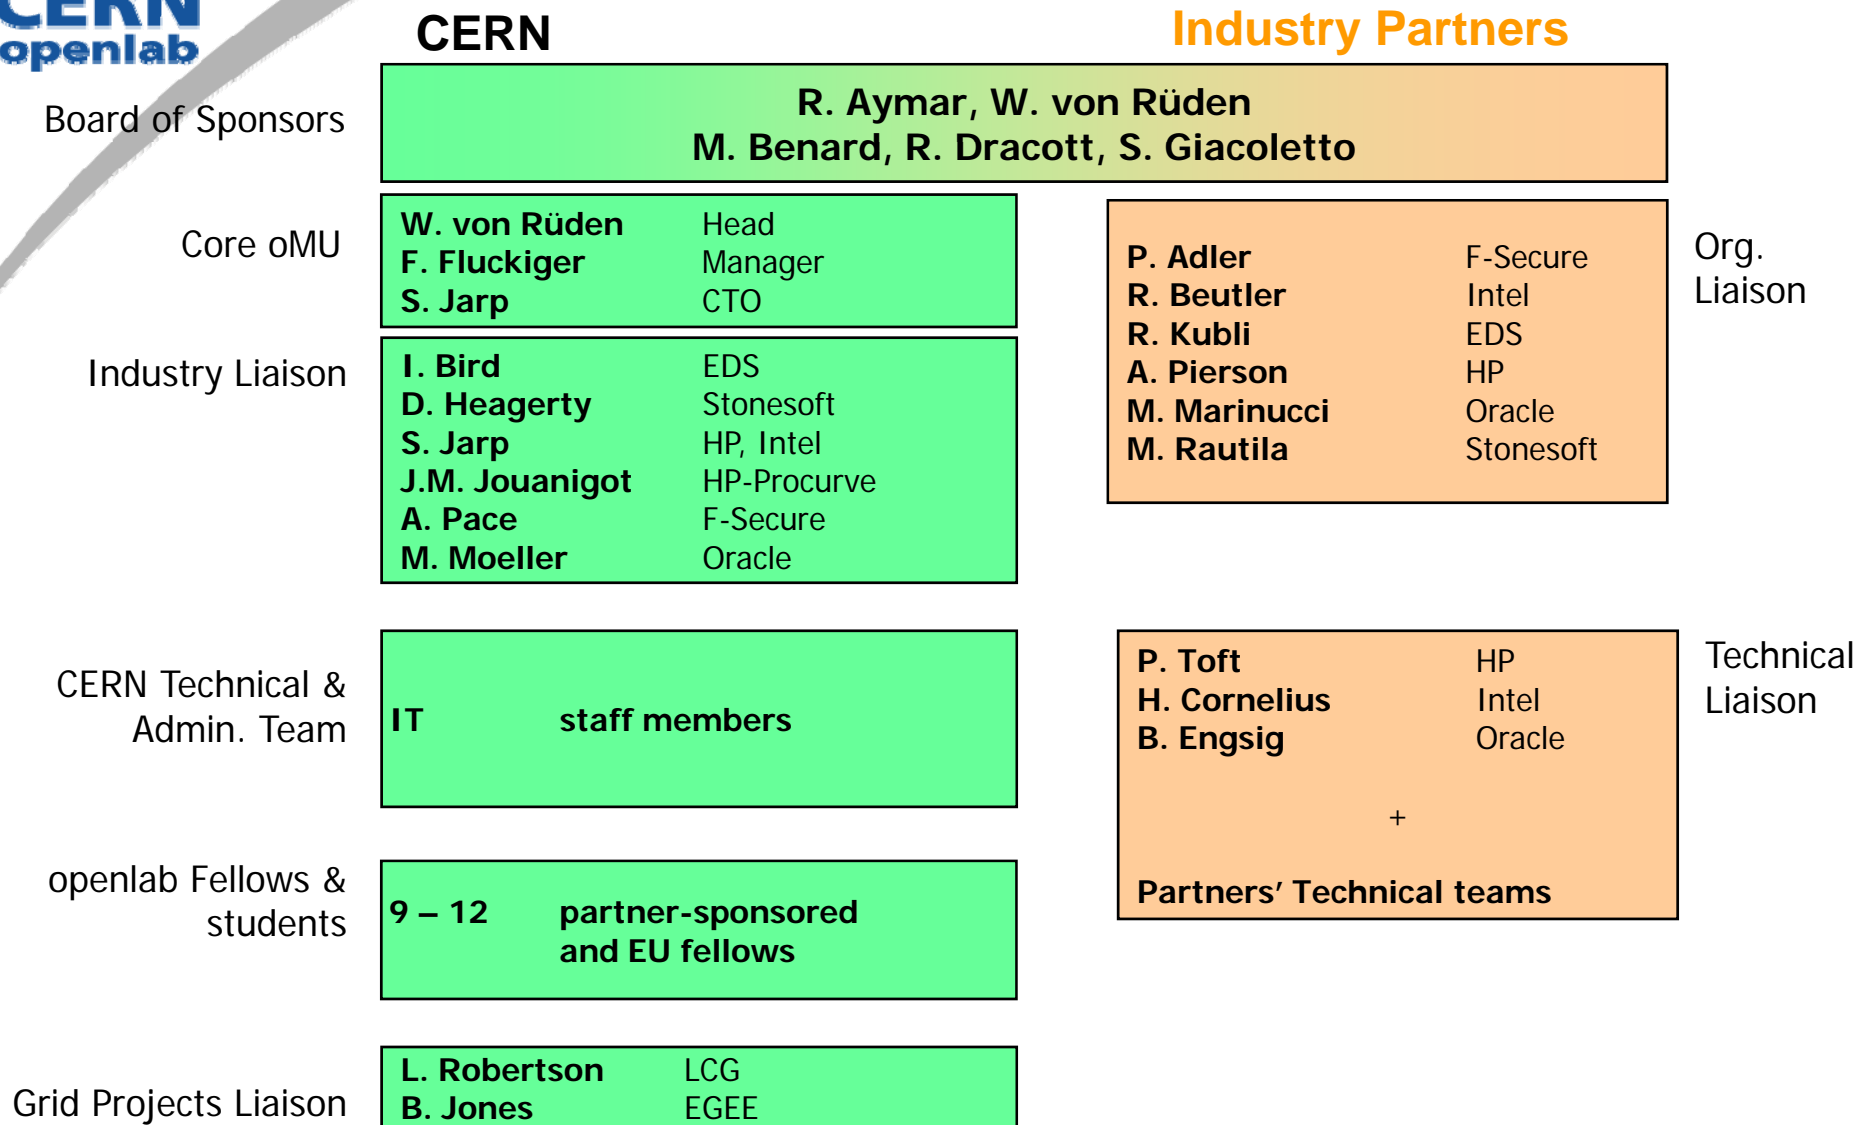 CERN
openlab
CERN
Industry Partners
Board of Sponsors
R. Aymar, W. von Rüden
M. Benard, R. Dracott, S. Giacoletto
Core oMU
W. von Rüden Head
F. Fluckiger Manager
S. Jarp CTO
Industry Liaison
I. Bird EDS
D. Heagerty Stonesoft
S. Jarp HP, Intel
J.M. Jouanigot HP-Procurve
A. Pace F-Secure
M. Moeller Oracle
P. Adler F-Secure
R. Beutler Intel
R. Kubli EDS
A. Pierson HP
M. Marinucci Oracle
M. Rautila Stonesoft
Org.
Liaison
CERN Technical &
Admin. Team
IT staff members
P. Toft HP
H. Cornelius Intel
B. Engsig Oracle
+
Partners’ Technical teams
Technical
Liaison
openlab Fellows &
students
9 – 12 partner-sponsored
and EU fellows
Grid Projects Liaison
L. Robertson LCG
B. Jones EGEE